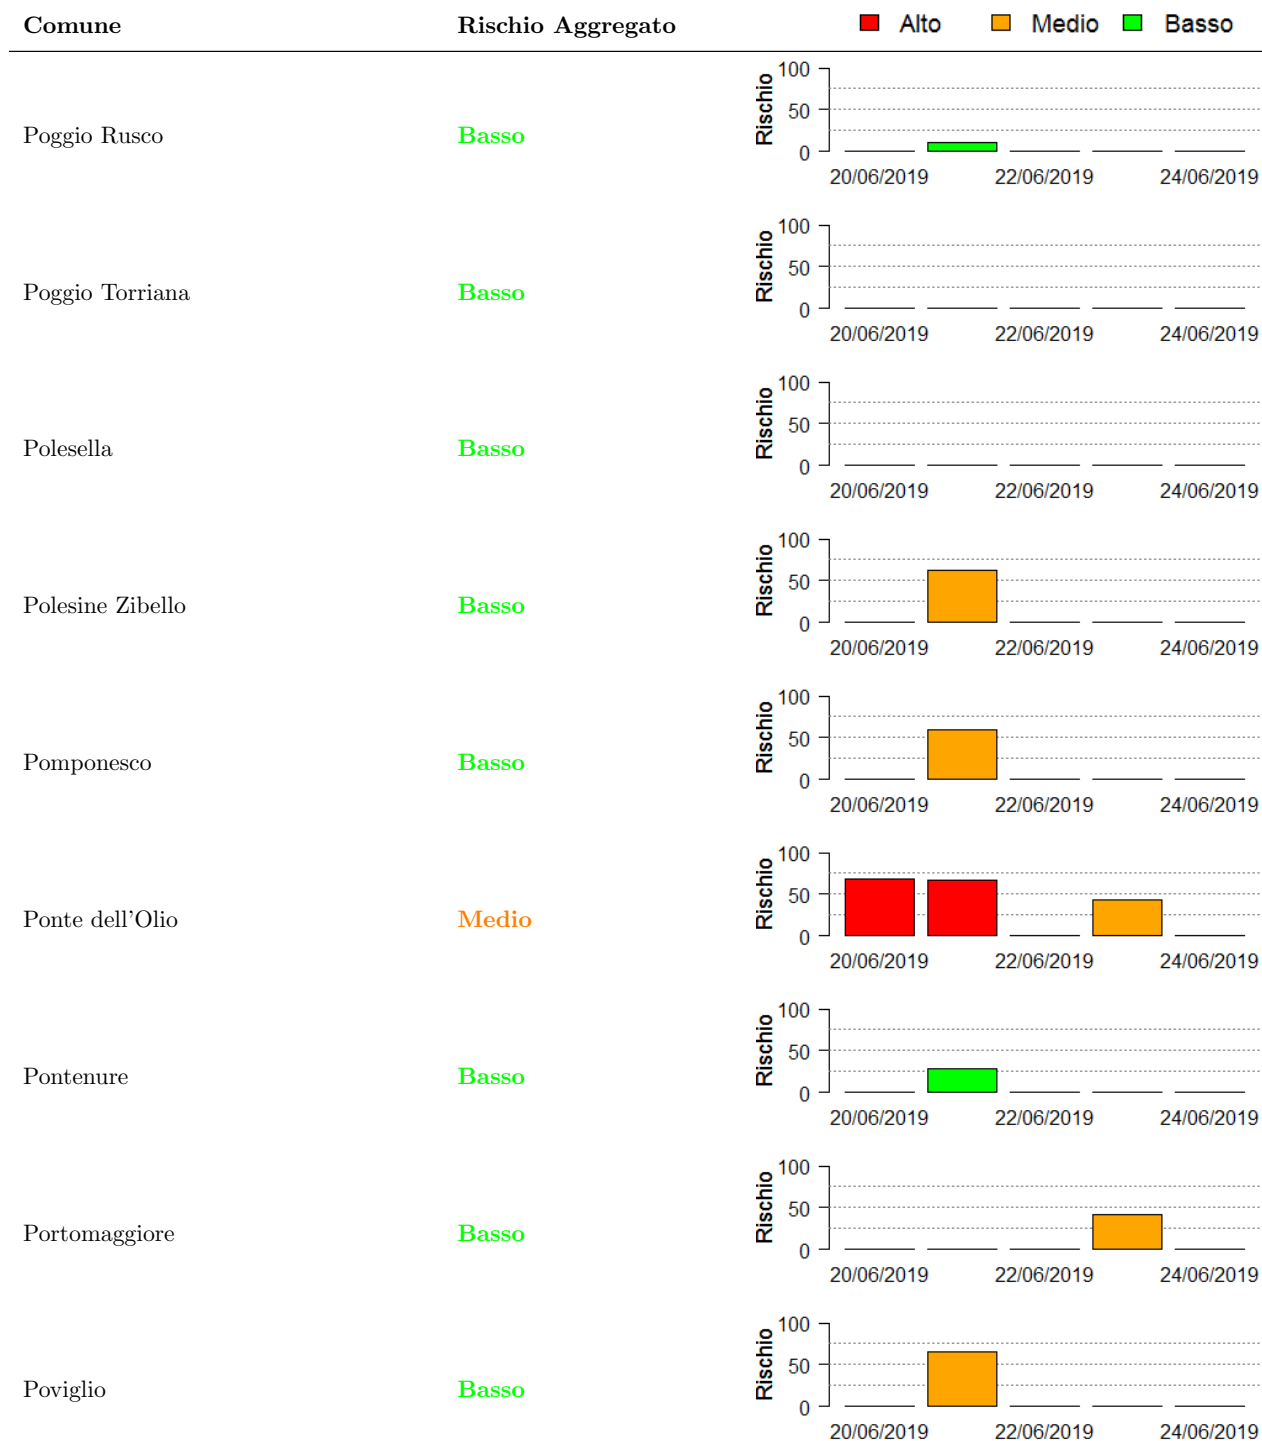 Comune Rischio Aggregato Alto Medio Basso
Poggio Rusco Basso Rischio 100 50 0
20/06/2019 22/06/2019 24/06/2019
Poggio Torriana Basso Rischio 100 50 0
20/06/2019 22/06/2019 24/06/2019
Polesella Basso Rischio 100 50 0
20/06/2019 22/06/2019 24/06/2019
Polesine Zibello Basso Rischio 100 50 0
20/06/2019 22/06/2019 24/06/2019
Pomponesco Basso Rischio 100 50 0
20/06/2019 22/06/2019 24/06/2019
Ponte dell'Olio Medio Rischio 100 50 0
20/06/2019 22/06/2019 24/06/2019
Pontenure Basso Rischio 100 50 0
20/06/2019 22/06/2019 24/06/2019
Portomaggiore Basso Rischio 100 50 0
20/06/2019 22/06/2019 24/06/2019
Poviglio Basso Rischio 100 50 0
20/06/2019 22/06/2019 24/06/2019